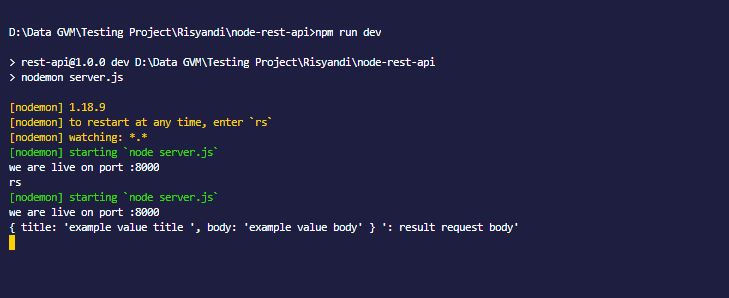 D:\Data GVM\Testing Project\Risyandi\node-rest-api>npm run dev
> rest-api@1.0.0 dev D:\Data GVM\Testing Project\Risyandi\node-rest-api
> nodemon server.js
[nodemon] 1.18.9
[nodemon] to restart at any time, enter `rs`
[nodemon] watching: *.*
[nodemon] starting `node server.js`
we are live on port :8000
rs
[nodemon] starting `node server.js`
we are live on port :8000
{ title: 'example value title ', body: 'example value body' } ': result request body'